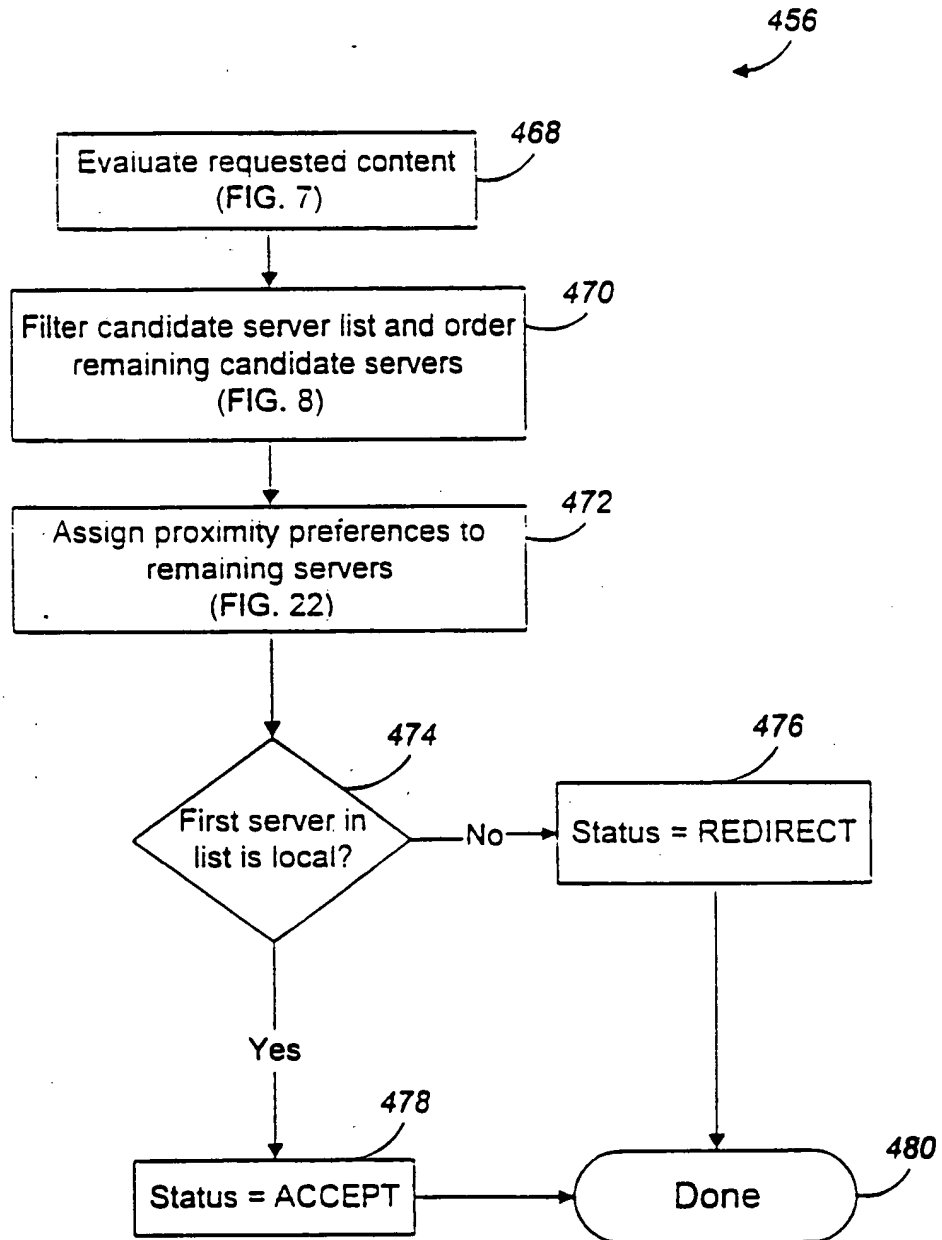 456
468
Evaluate requested content
(FIG. 7)
470
Filter candidate server list and order
remaining candidate servers
(FIG. 8)
472
Assign proximity preferences to
remaining servers
(FIG. 22)
474
First server in
list is local?
No
476
Status = REDIRECT
Yes
478
Status = ACCEPT
480
Done